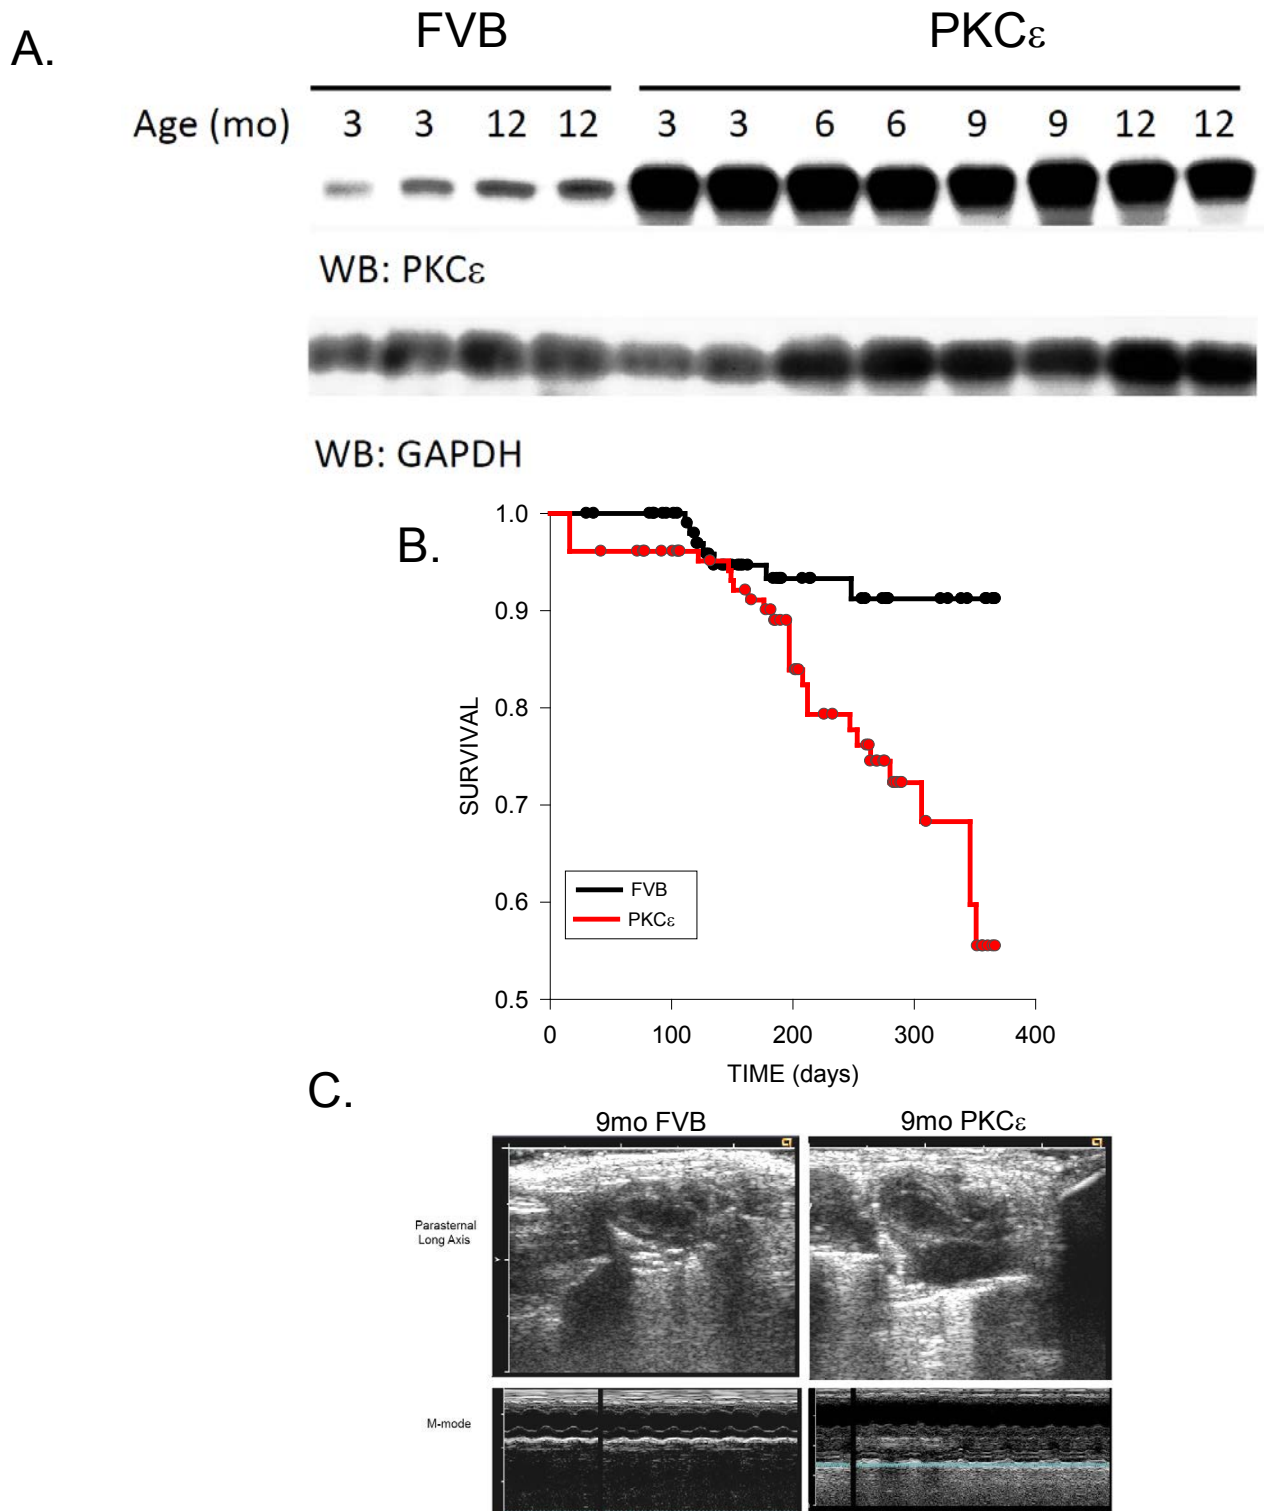 A.
FVB PKCε
Age (mo) 3 3 12 12 3 3 6 6 9 9 12 12
WB: PKCε
WB: GAPDH
B.
1.0
0.9
0.8
0.7
0.6
0.5
SURVIVAL
FVB
PKCε
0 100 200 300 400
TIME (days)
C.
9mo FVB 9mo PKCε
Parasternal
Long Axis
M-mode